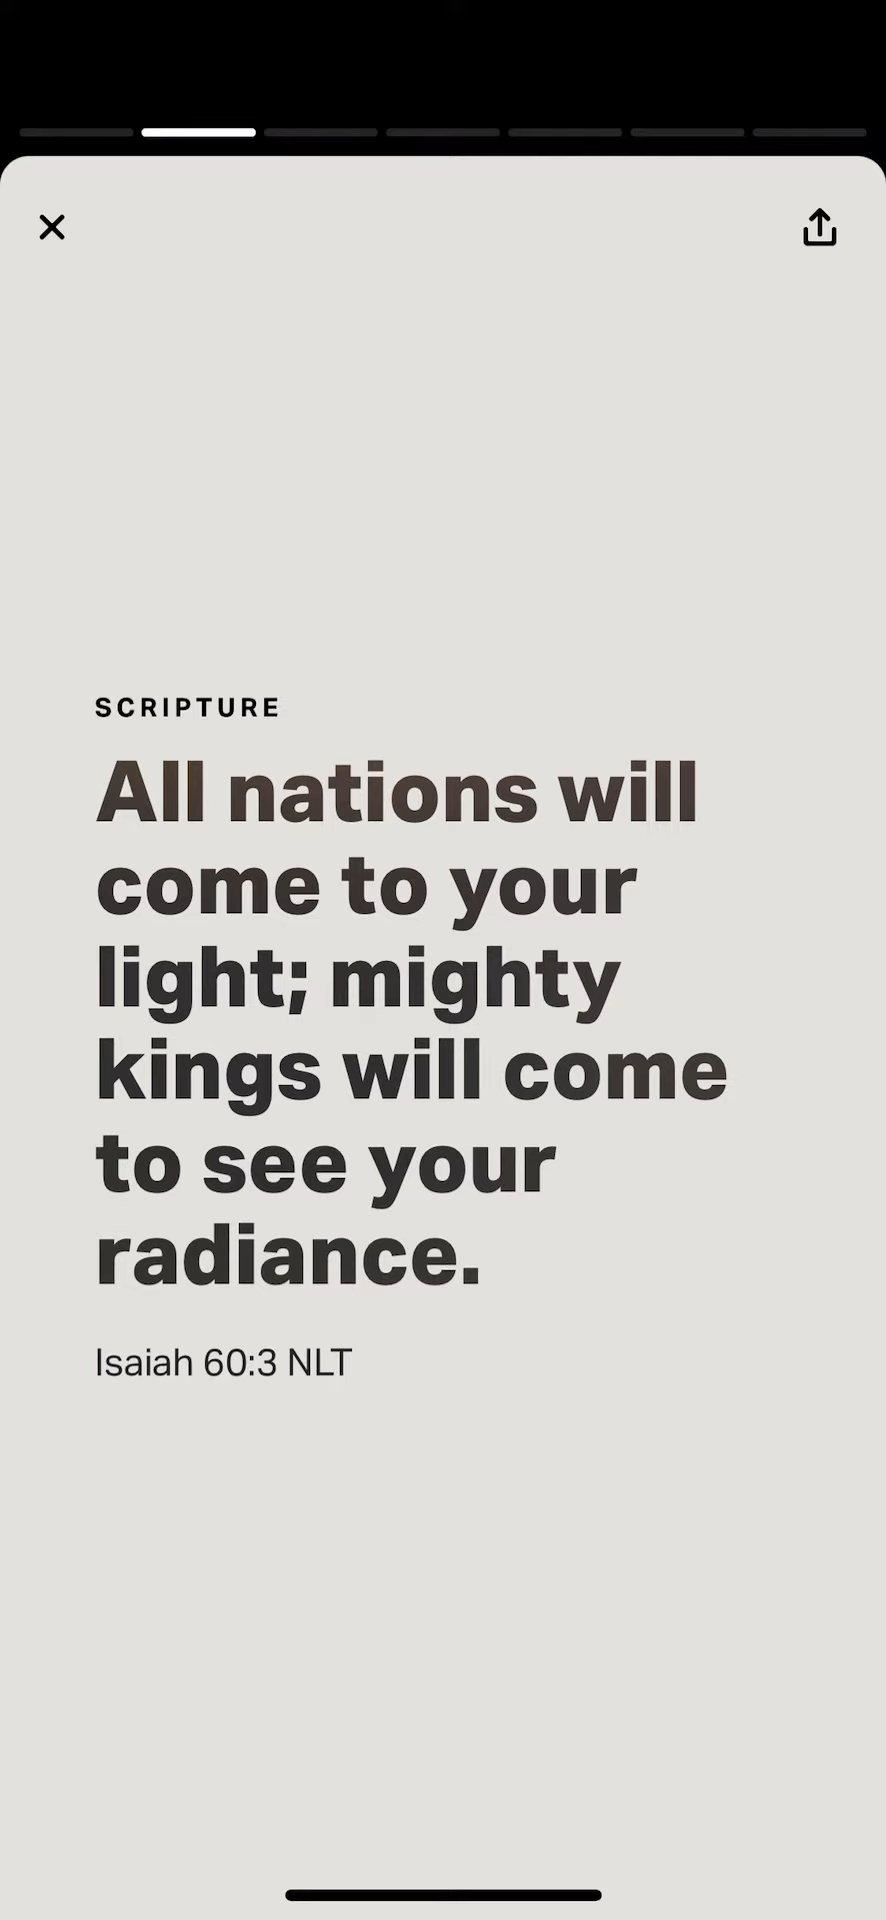 SCRIPTURE
All nations will
come to your
light; mighty
kings will come
to see your
radiance.
Isaiah 60:3 NLT